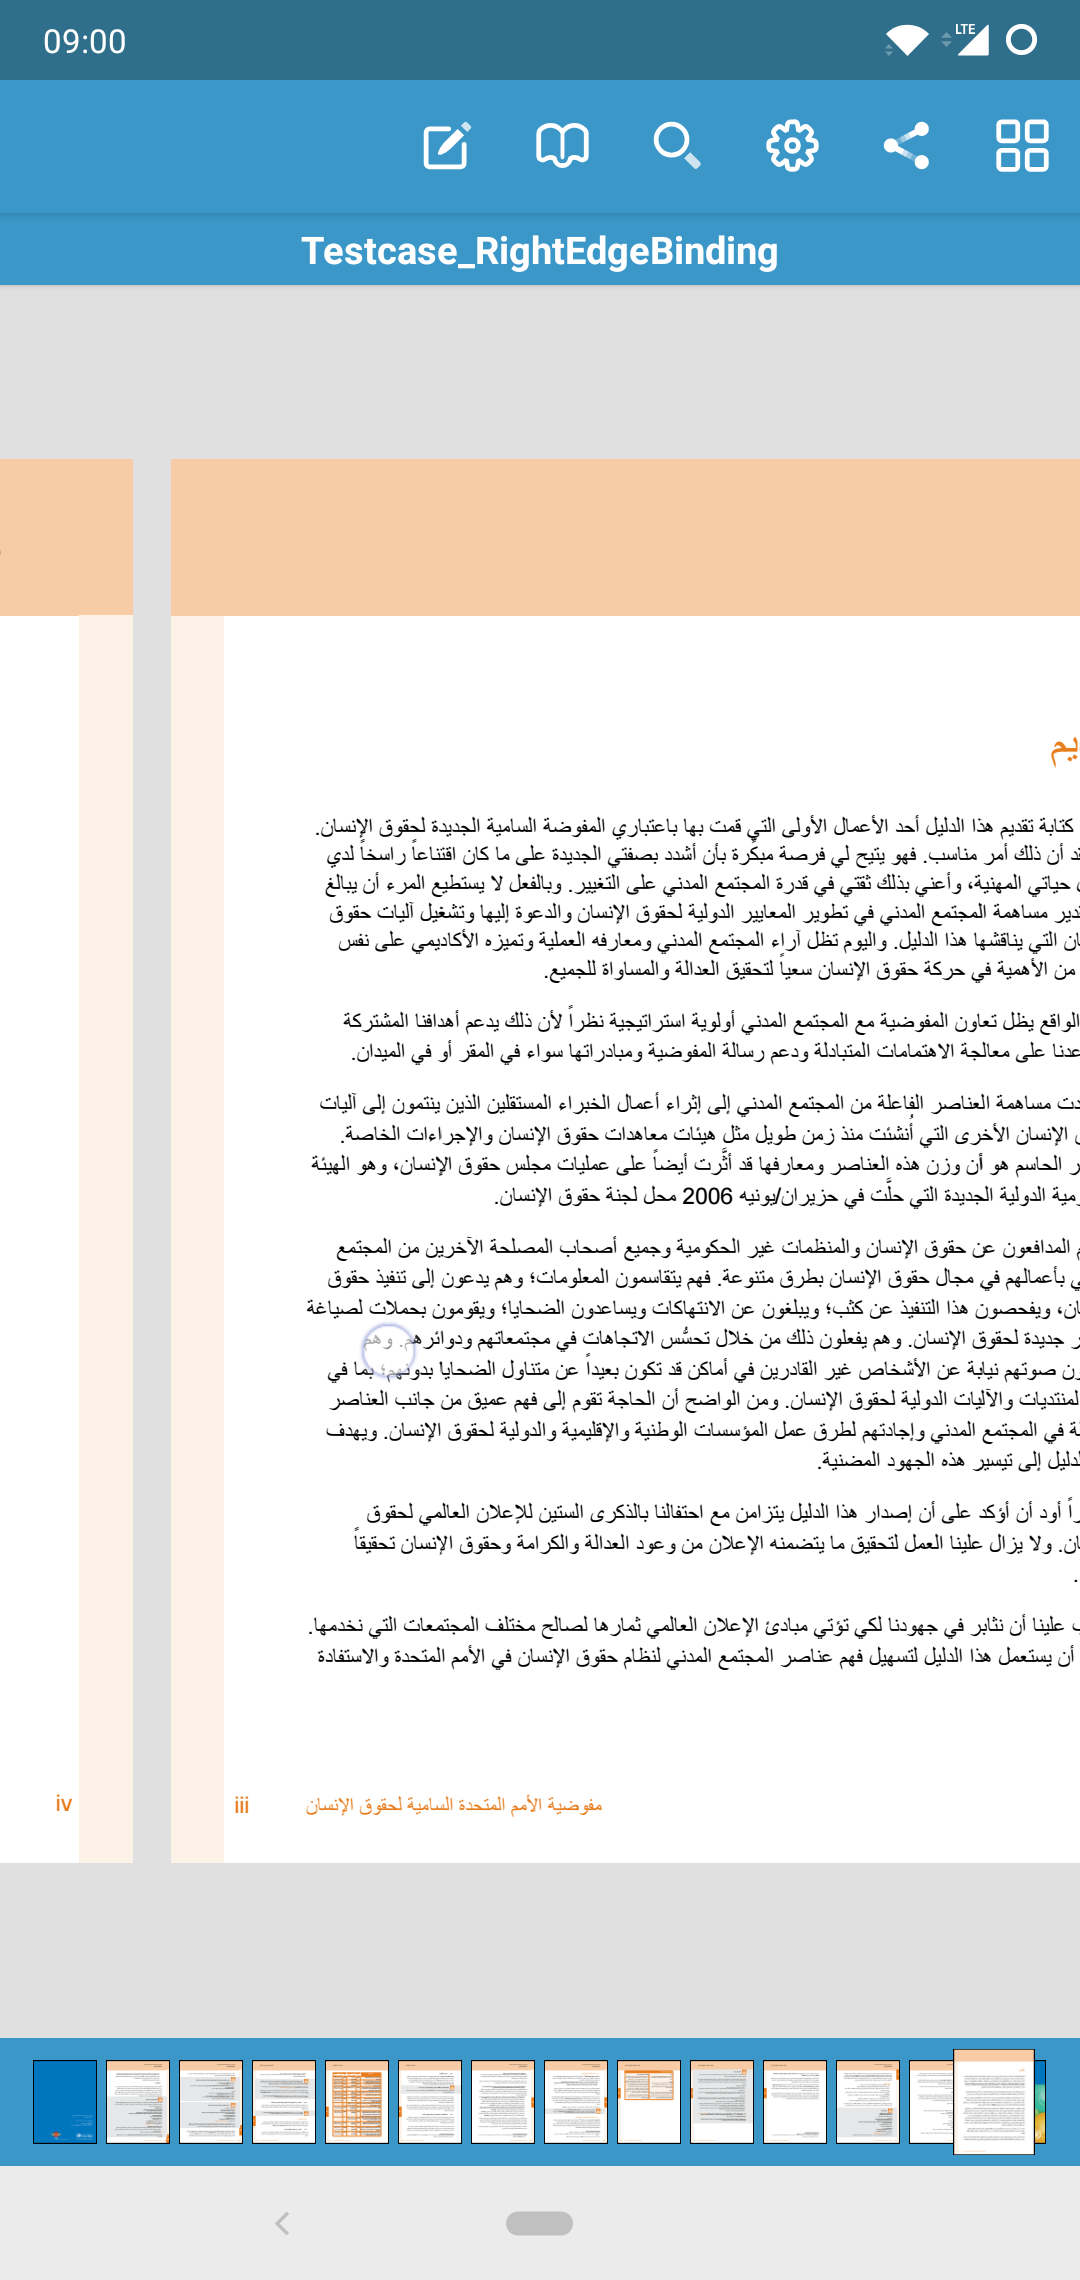 09:00
LTE
Testcase_RightEdgeBinding
كتابة تقديم هذا الدليل أحد الأعمال الأولى التي قمت بها باعتباري المفوضة السامية الجديدة لحقوق الإنسان.
أن ذلك أمر مناسب. فهو يتيح لي فرصة مبكّرة بأن أشدد بصفتي الجديدة على ما كان اقتناعاً راسخاً لدي
حياتي المهنية، وأعني بذلك ثقتي في قدرة المجتمع المدني على التغيير. وبالفعل لا يستطيع المرء أن يبالغ
مساهمة المجتمع المدني في تطوير المعايير الدولية لحقوق الإنسان والدعوة إليها وتشغيل آليات حقوق
التي يناقشها هذا الدليل. واليوم تظل آراء المجتمع المدني ومعارفه العملية وتميزه الأكاديمي على نفس
من الأهمية في حركة حقوق الإنسان سعياً لتحقيق العدالة والمساواة للجميع.
الواقع يظل تعاون المفوضية مع المجتمع المدني أولوية استراتيجية نظراً لأن ذلك يدعم أهدافنا المشتركة
على معالجة الاهتمامات المتبادلة ودعم رسالة المفوضية ومبادراتها سواء في المقر أو في الميدان.
مساهمة العناصر الفاعلة من المجتمع المدني إلى إثراء أعمال الخبراء المستقلين الذين ينتمون إلى آليات
الإنسان الأخرى التي أُنشئت منذ زمن طويل مثل هيئات معاهدات حقوق الإنسان والإجراءات الخاصة.
الحاسم هو أن وزن هذه العناصر ومعارفها قد أثّرت أيضاً على عمليات مجلس حقوق الإنسان، وهو الهيئة
الدولية الجديدة التي حلّت في حزيران/يونيه 2006 محل لجنة حقوق الإنسان.
المدافعون عن حقوق الإنسان والمنظمات غير الحكومية وجميع أصحاب المصلحة الآخرين من المجتمع
بأعمالهم في مجال حقوق الإنسان بطرق متنوعة. فهم يتقاسمون المعلومات؛ وهم يدعون إلى تنفيذ حقوق
ويفحصون هذا التنفيذ عن كثب؛ ويبلغون عن الانتهاكات ويساعدون الضحايا؛ ويقومون بحملات لصياغة
جديدة لحقوق الإنسان. وهم يفعلون ذلك من خلال تحسُّس الاتجاهات في مجتمعاتهم ودوائرهم. وهم
صوتهم نيابة عن الأشخاص غير القادرين في أماكن قد تكون بعيداً عن متناول الضحايا بدونهم؛ بما في
المنتديات والآليات الدولية لحقوق الإنسان. ومن الواضح أن الحاجة تقوم إلى فهم عميق من جانب العناصر
في المجتمع المدني وإجادتهم لطرق عمل المؤسسات الوطنية والإقليمية والدولية لحقوق الإنسان. ويهدف
إلى تيسير هذه الجهود المضنية.
أود أن أؤكد على أن إصدار هذا الدليل يتزامن مع احتفالنا بالذكرى الستين للإعلان العالمي لحقوق
ولا يزال علينا العمل لتحقيق ما يتضمنه الإعلان من وعود العدالة والكرامة وحقوق الإنسان تحقيقاً
علينا أن نثابر في جهودنا لكي تؤتي مبادئ الإعلان العالمي ثمارها لصالح مختلف المجتمعات التي نخدمها.
أن يستعمل هذا الدليل لتسهيل فهم عناصر المجتمع المدني لنظام حقوق الإنسان في الأمم المتحدة والاستفادة
مفوضية الأمم المتحدة السامية لحقوق الإنسان iii
iv